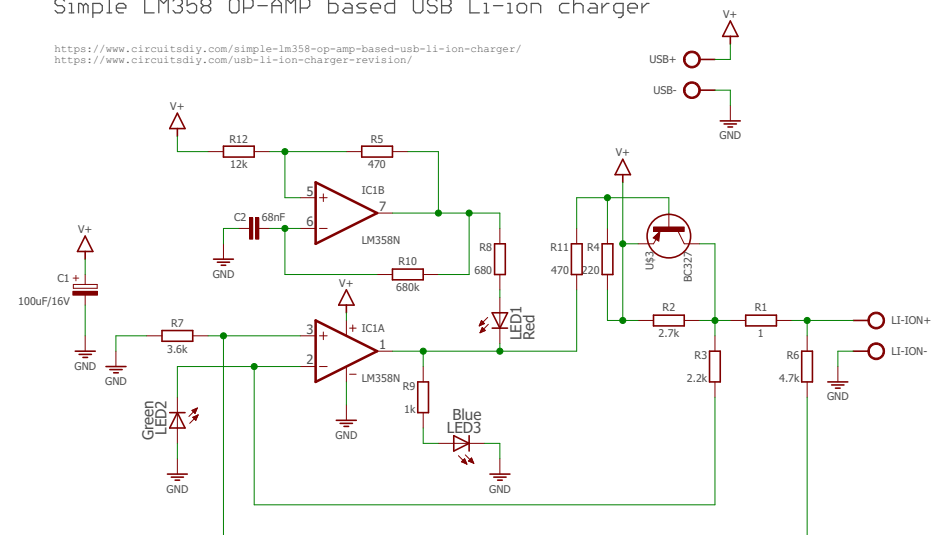 Simple LM358 OP-AMP based USB Li-ion charger
https://www.circuitsdiy.com/simple-lm358-op-amp-based-usb-li-ion-charger/
https://www.circuitsdiy.com/usb-li-ion-charger-revision/
V+
USB+
USB-
GND
V+
R12
12k
R5
470
5
+
6
−
7
IC1B
LM358N
C2
68nF
GND
R10
680k
R8
680
LED1
Red
V+
R11
470
R4
220
U$3
BC327
V+
C1
+
100uF/16V
GND
GND
R7
3.6k
V+
3
+
2
−
1
+
−
IC1A
LM358N
GND
R9
1k
Blue
LED3
GND
Green
LED2
GND
R2
2.7k
R1
1
R3
2.2k
R6
4.7k
LI-ION+
LI-ION-
GND